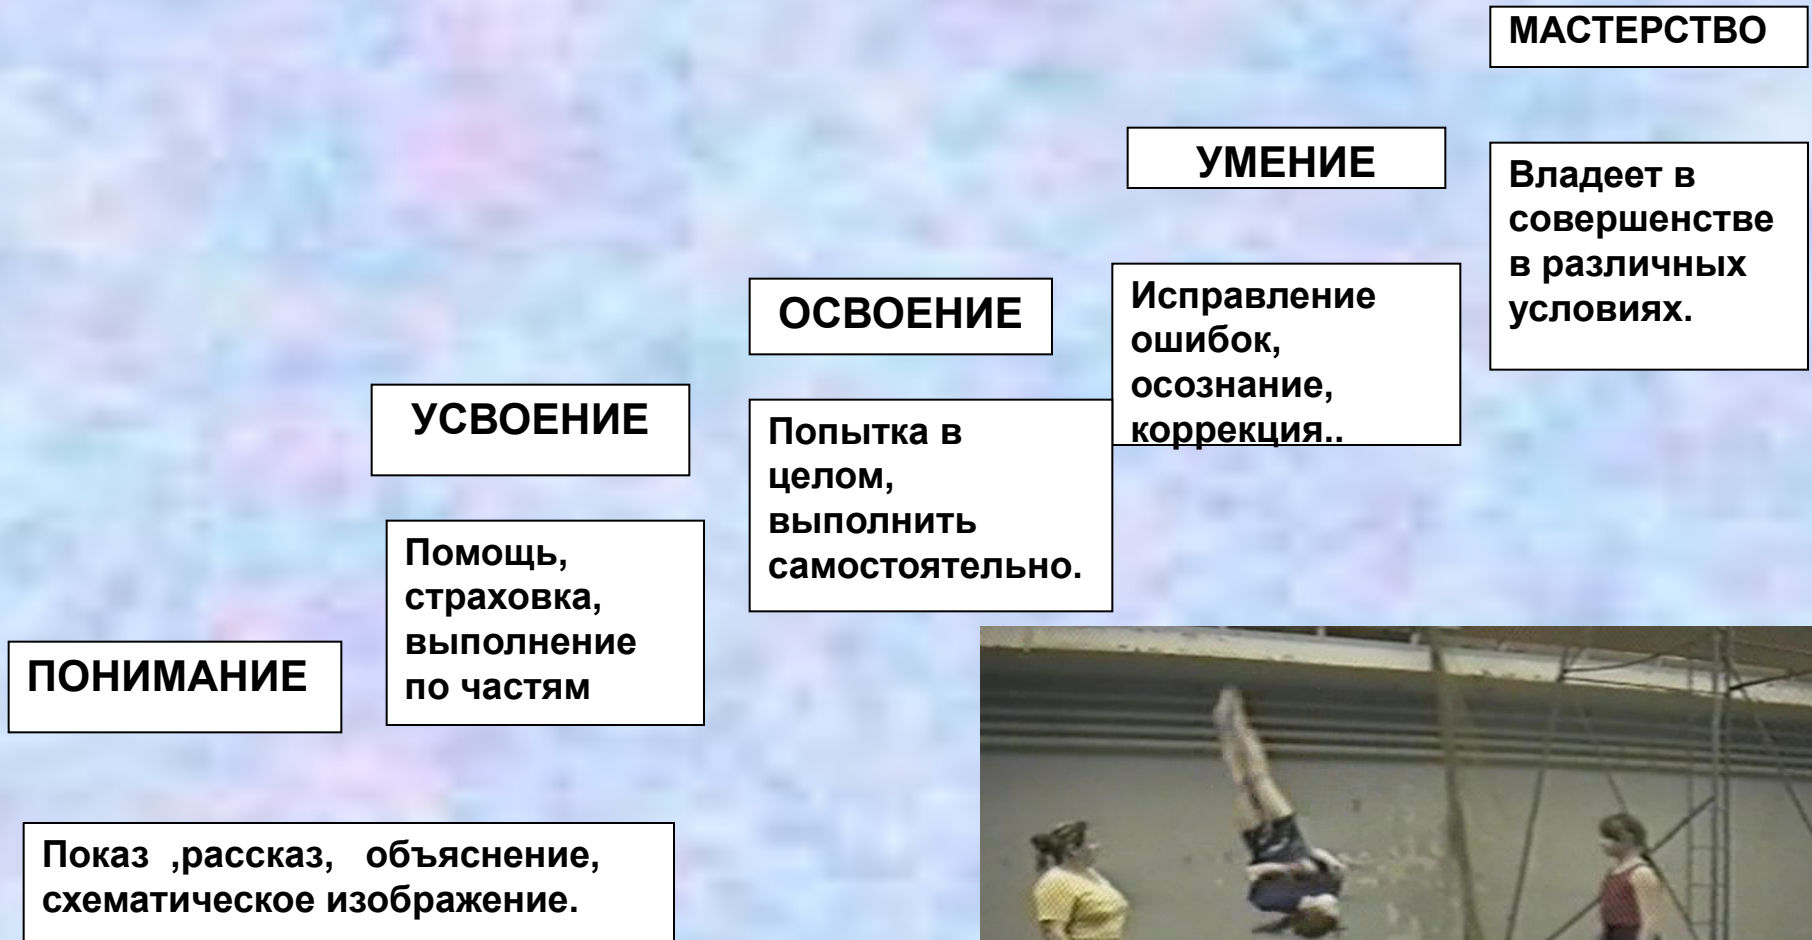 МАСТЕРСТВО
Владеет в
совершенстве
в различных
условиях.
УМЕНИЕ
Исправление
ошибок,
осознание,
коррекция..
ОСВОЕНИЕ
Попытка в
целом,
выполнить
самостоятельно.
УСВОЕНИЕ
Помощь,
страховка,
выполнение
по частям
ПОНИМАНИЕ
Показ ,рассказ, объяснение,
схематическое изображение.